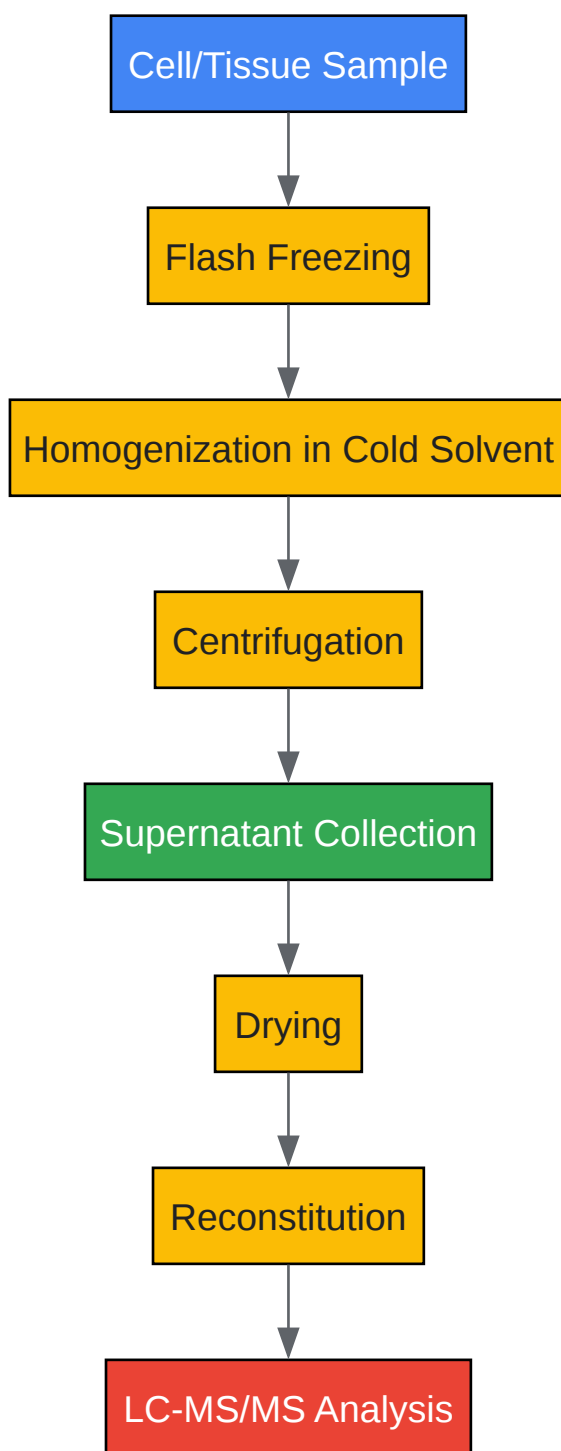 Cell/Tissue Sample
Flash Freezing
Homogenization in Cold Solvent
Centrifugation
Supernatant Collection
Drying
Reconstitution
LC-MS/MS Analysis